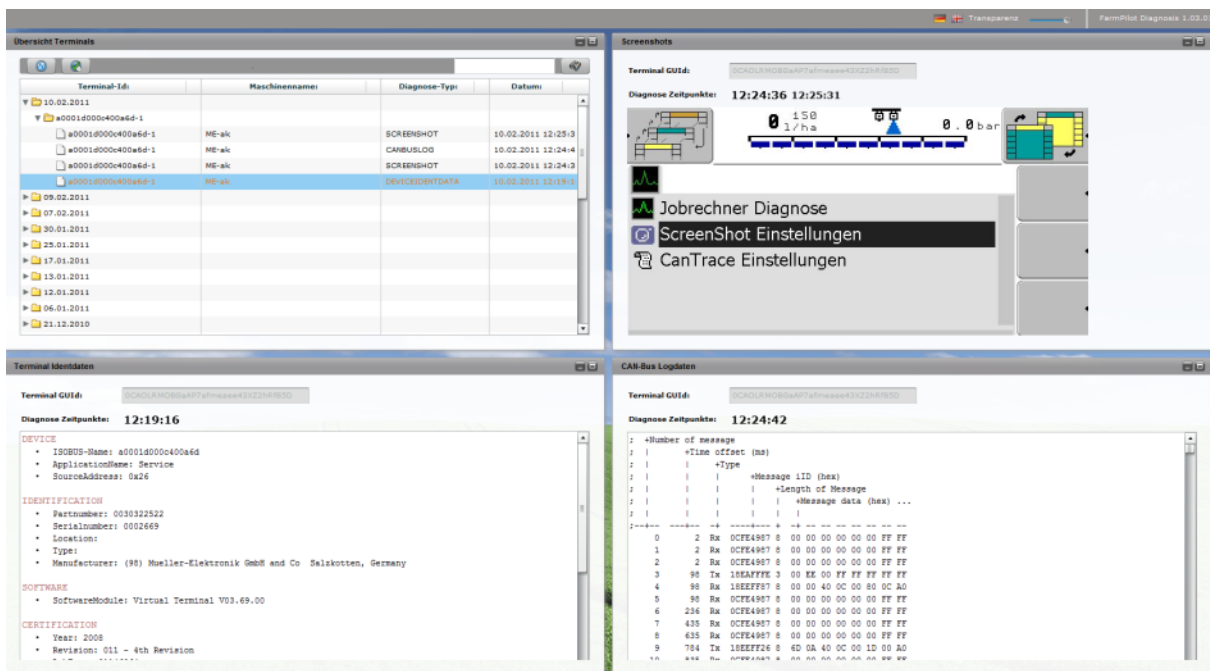 Transparenz
FarmPilot Diagnosis 1.03.0
Übersicht Terminals
Terminal-Id: Maschinenname: Diagnose-Typ: Datum:
10.02.2011
a0001d000c400a6d-1
a0001d000c400a6d-1 ME-ak SCREENSHOT 10.02.2011 12:25:3
a0001d000c400a6d-1 ME-ak CANBUSLOG 10.02.2011 12:24:4
a0001d000c400a6d-1 ME-ak SCREENSHOT 10.02.2011 12:24:3
a0001d000c400a6d-1 ME-ak DEVICEIDENTDATA 10.02.2011 12:19:1
09.02.2011
07.02.2011
30.01.2011
25.01.2011
17.01.2011
13.01.2011
12.01.2011
06.01.2011
21.12.2010
Screenshots
Terminal GUId:
Diagnose Zeitpunkte: 12:24:36 12:25:31
0 150 l/ha
0.0bar
Jobrechner Diagnose
ScreenShot Einstellungen
CanTrace Einstellungen
Terminal Identdaten
Terminal GUId:
Diagnose Zeitpunkte: 12:19:16
DEVICE
• ISOBUS-Name: a0001d000c400a6d
• ApplicationName: Service
• SourceAddress: 0x26
IDENTIFICATION
• Partnumber: 0030322522
• Serialnumber: 0002669
• Location:
• Type:
• Manufacturer: (98) Mueller-Elektronik GmbH and Co Salzkotten, Germany
SOFTWARE
• SoftwareModule: Virtual Terminal V03.69.00
CERTIFICATION
• Year: 2008
• Revision: 011 - 4th Revision
CAN-Bus Logdaten
Terminal GUId:
Diagnose Zeitpunkte: 12:24:42
; +Number of message
; | +Time offset (ms)
; | | +Type
; | | | +Message iID (hex)
; | | | | +Length of Message
; | | | | | +Message data (hex) ...
; | | | | | |
;--+-- ---+-- -+ ----+--- + -+ -- -- -- -- -- -- --
0 2 Rx 0CFE4987 8 00 00 00 00 00 00 FF FF
1 2 Rx 0CFE4987 8 00 00 00 00 00 00 FF FF
2 2 Rx 0CFE4987 8 00 00 00 00 00 00 FF FF
3 98 Tx 18EAFFFE 3 00 EE 00 FF FF FF FF FF
4 98 Rx 18EEFF87 8 00 00 40 0C 00 80 0C A0
5 98 Rx 0CFE4987 8 00 00 00 00 00 00 FF FF
6 236 Rx 0CFE4987 8 00 00 00 00 00 00 FF FF
7 435 Rx 0CFE4987 8 00 00 00 00 00 00 FF FF
8 635 Rx 0CFE4987 8 00 00 00 00 00 00 FF FF
9 784 Tx 18EEFF26 8 6D 0A 40 0C 00 1D 00 A0